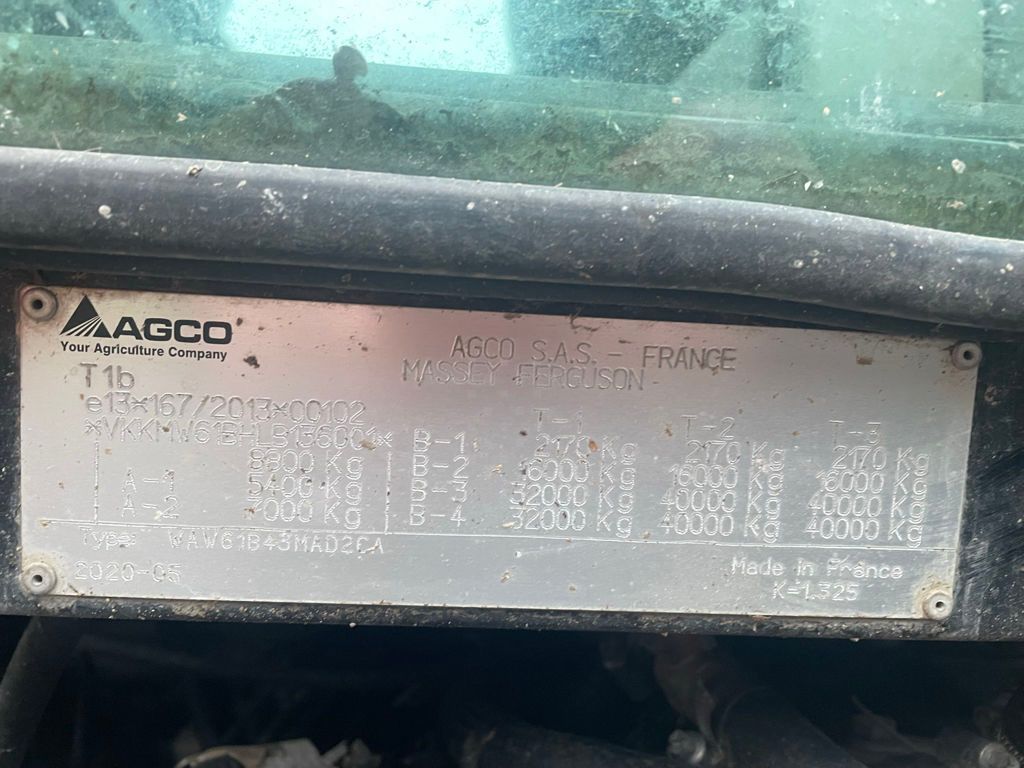 AGCO
Your Agriculture Company
AGCO S.A.S. - FRANCE
MASSEY FERGUSON
T1b
e13*167/2013*00102
*VKKMW61BHLB156001*
T-1 T-2 T-3
8800 Kg B-1 2170 Kg 2170 Kg 2170 Kg
A-1 5400 Kg B-2 16000 Kg 16000 Kg 16000 Kg
A-2 7000 Kg B-3 32000 Kg 40000 Kg 40000 Kg
B-4 32000 Kg 40000 Kg 40000 Kg
Type: WAW61B43MAD2CA
2020-05
Made in France
K=1.325